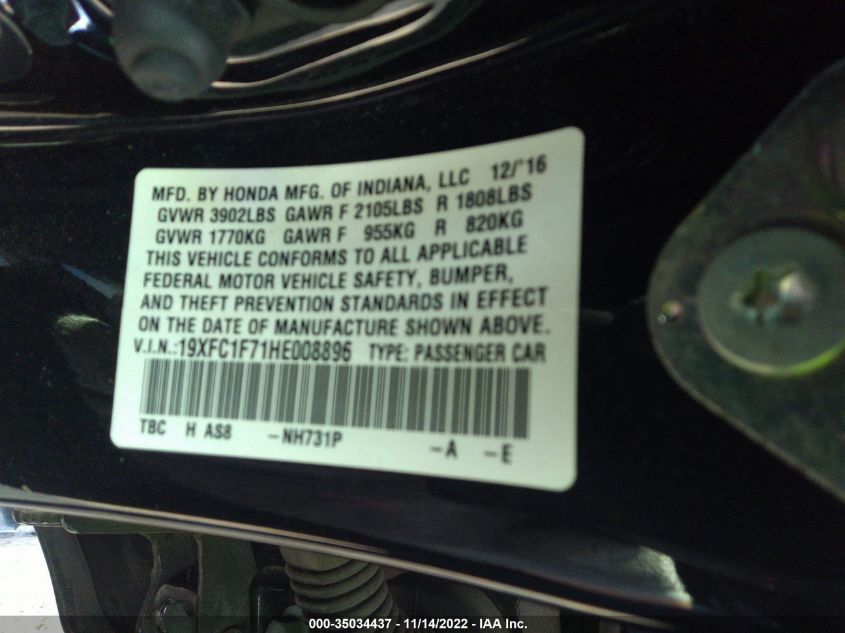 MFD. BY HONDA MFG. OF INDIANA, LLC 12/'16
GVWR 3902LBS GAWR F 2105LBS R 1808LBS
GVWR 1770KG GAWR F 955KG R 820KG
THIS VEHICLE CONFORMS TO ALL APPLICABLE
FEDERAL MOTOR VEHICLE SAFETY, BUMPER,
AND THEFT PREVENTION STANDARDS IN EFFECT
ON THE DATE OF MANUFACTURE SHOWN ABOVE.
V.I.N.:19XFC1F71HE008896 TYPE: PASSENGER CAR
TBC H AS8 -NH731P -A -E
000-35034437 - 11/14/2022 - IAA Inc.